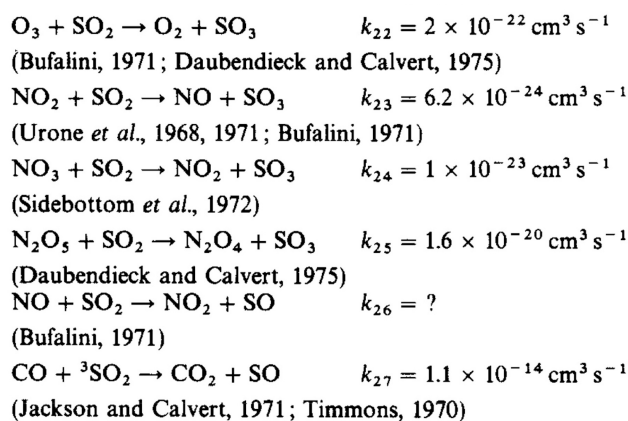 O₃ + SO₂ → O₂ + SO₃ k₂₂ = 2 × 10⁻²² cm³ s⁻¹
(Bufalini, 1971; Daubendieck and Calvert, 1975)
NO₂ + SO₂ → NO + SO₃ k₂₃ = 6.2 × 10⁻²⁴ cm³ s⁻¹
(Urone et al., 1968, 1971; Bufalini, 1971)
NO₃ + SO₂ → NO₂ + SO₃ k₂₄ = 1 × 10⁻²³ cm³ s⁻¹
(Sidebottom et al., 1972)
N₂O₅ + SO₂ → N₂O₄ + SO₃ k₂₅ = 1.6 × 10⁻²⁰ cm³ s⁻¹
(Daubendieck and Calvert, 1975)
NO + SO₂ → NO₂ + SO k₂₆ = ?
(Bufalini, 1971)
CO + ³SO₂ → CO₂ + SO k₂₇ = 1.1 × 10⁻¹⁴ cm³ s⁻¹
(Jackson and Calvert, 1971; Timmons, 1970)